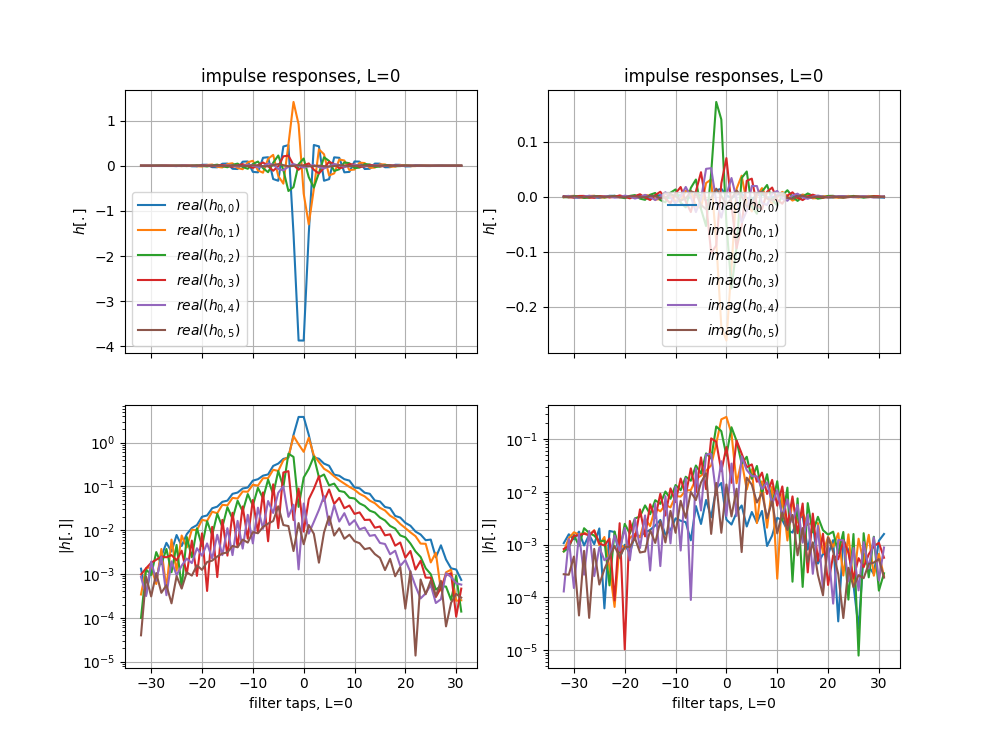 impulse responses, L=0
h[.]
1
0
−1
−2
−3
−4
real(h0,0)
real(h0,1)
real(h0,2)
real(h0,3)
real(h0,4)
real(h0,5)
impulse responses, L=0
h[.]
0.1
0.0
−0.1
−0.2
imag(h0,0)
imag(h0,1)
imag(h0,2)
imag(h0,3)
imag(h0,4)
imag(h0,5)
|h[.]|
10^0
10^−1
10^−2
10^−3
10^−4
10^−5
−30 −20 −10 0 10 20 30
filter taps, L=0
|h[.]|
10^−1
10^−2
10^−3
10^−4
10^−5
−30 −20 −10 0 10 20 30
filter taps, L=0